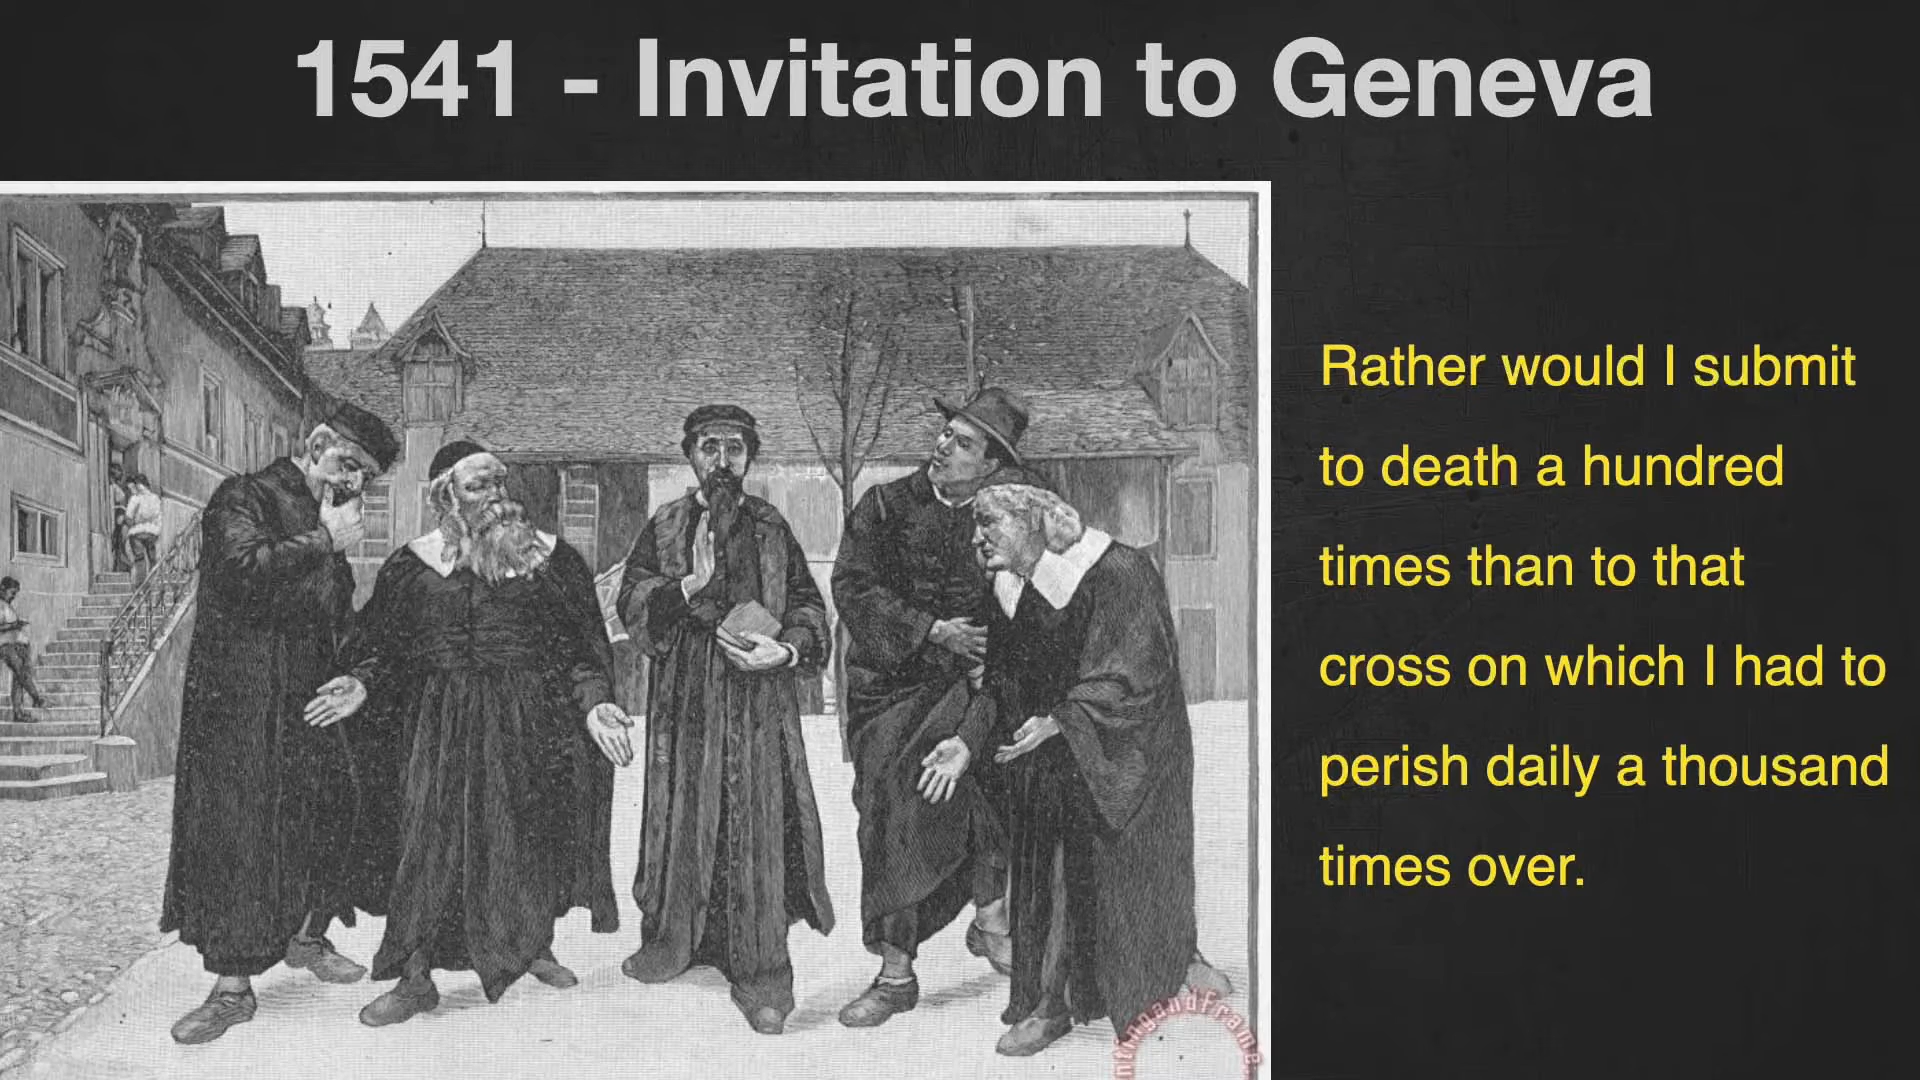 1541 - Invitation to Geneva
Rather would I submit
to death a hundred
times than to that
cross on which I had to
perish daily a thousand
times over.